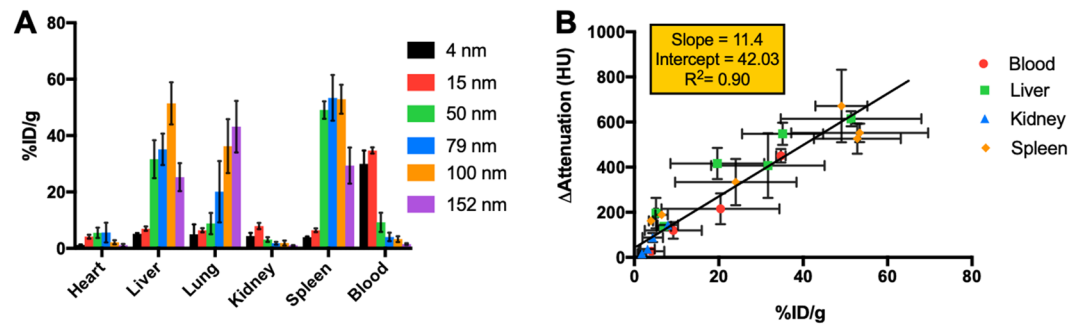 A
%ID/g
80
60
40
20
0
Heart
Liver
Lung
Kidney
Spleen
Blood
4 nm
15 nm
50 nm
79 nm
100 nm
152 nm
B
ΔAttenuation (HU)
1000
800
600
400
200
0
0
20
40
60
80
%ID/g
Slope = 11.4
Intercept = 42.03
R²= 0.90
Blood
Liver
Kidney
Spleen